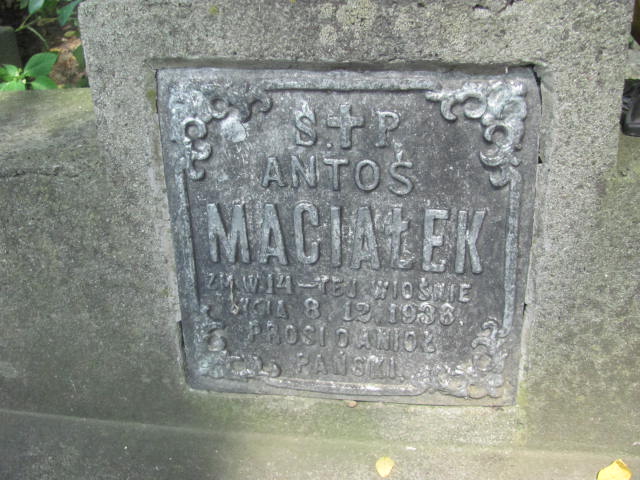 Ś.✝P.
ANTOŚ
MACIAŁEK
ZM. W 14-TEJ WIOŚNIE
ŻYCIA 8.12.1938.
PROSI O ANIOŁ
PAŃSKI.